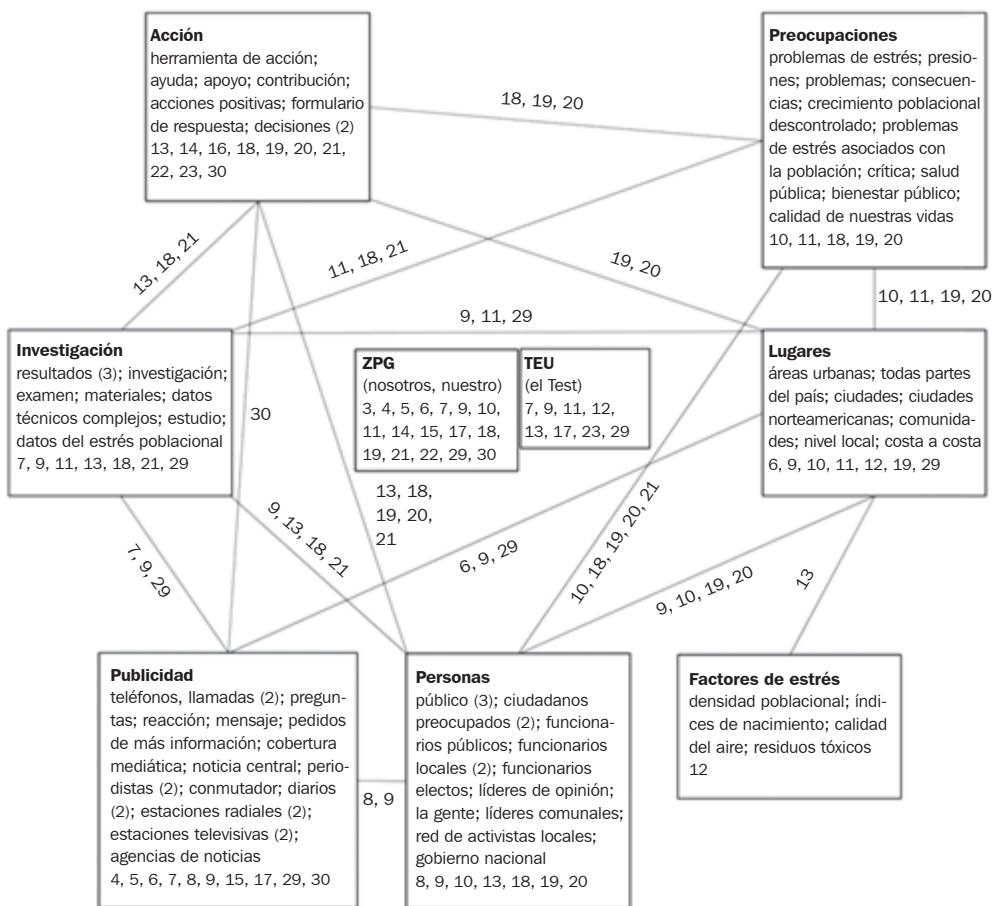 Acción
herramienta de acción;
ayuda; apoyo; contribución;
acciones positivas; formulario
de respuesta; decisiones (2)
13, 14, 16, 18, 19, 20, 21,
22, 23, 30
18, 19, 20
Preocupaciones
problemas de estrés; presio-
nes; problemas; consecuen-
cias; crecimiento poblacional
descontrolado; problemas
de estrés asociados con
la población; crítica; salud
pública; bienestar público;
calidad de nuestras vidas
10, 11, 18, 19, 20
13, 18, 21
11, 18, 21
19, 20
10, 11, 19, 20
9, 11, 29
Investigación
resultados (3); investigación;
examen; materiales; datos
técnicos complejos; estudio;
datos del estrés poblacional
7, 9, 11, 13, 18, 21, 29
30
ZPG
(nosotros, nuestro)
3, 4, 5, 6, 7, 9, 10,
11, 14, 15, 17, 18,
19, 21, 22, 29, 30
TEU
(el Test)
7, 9, 11, 12,
13, 17, 23, 29
Lugares
áreas urbanas; todas partes
del país; ciudades; ciudades
norteamericanas; comunida-
des; nivel local; costa a costa
6, 9, 10, 11, 12, 19, 29
13, 18,
19, 20,
21
7, 9, 29
9, 13, 18, 21
6, 9, 29
10, 18, 19, 20, 21
9, 10, 19, 20
13
Publicidad
teléfonos, llamadas (2); pregun-
tas; reacción; mensaje; pedidos
de más información; cobertura
mediática; noticia central; perio-
distas (2); conmutador; diarios
(2); estaciones radiales (2);
estaciones televisivas (2);
agencias de noticias
4, 5, 6, 7, 8, 9, 15, 17, 29, 30
8, 9
Personas
público (3); ciudadanos
preocupados (2); funciona-
rios públicos; funcionarios
locales (2); funcionarios
electos; líderes de opinión;
la gente; líderes comunales;
red de activistas locales;
gobierno nacional
8, 9, 10, 13, 18, 19, 20
Factores de estrés
densidad poblacional; índi-
ces de nacimiento; calidad
del aire; residuos tóxicos
12